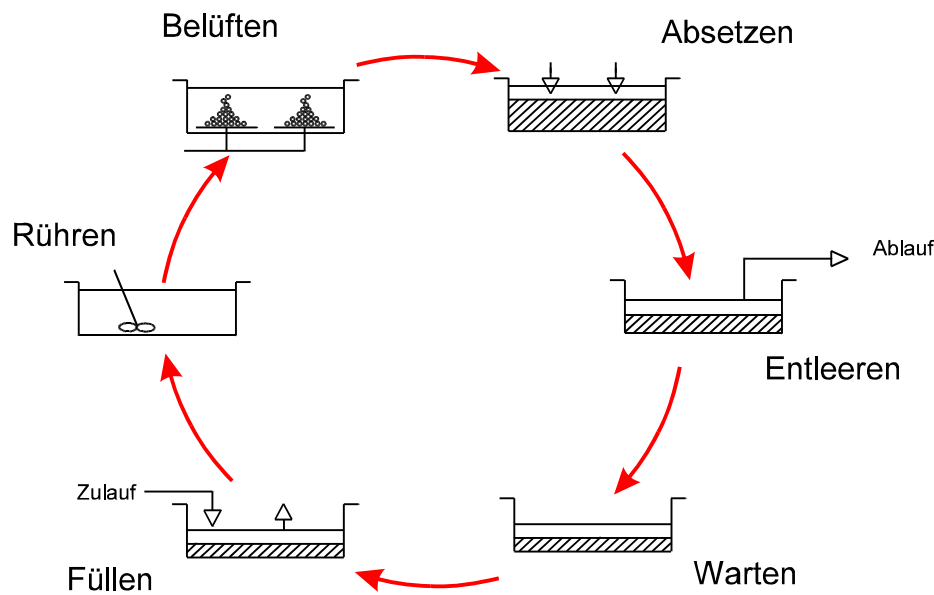 Belüften
Absetzen
Rühren
Ablauf
Entleeren
Zulauf
Füllen
Warten